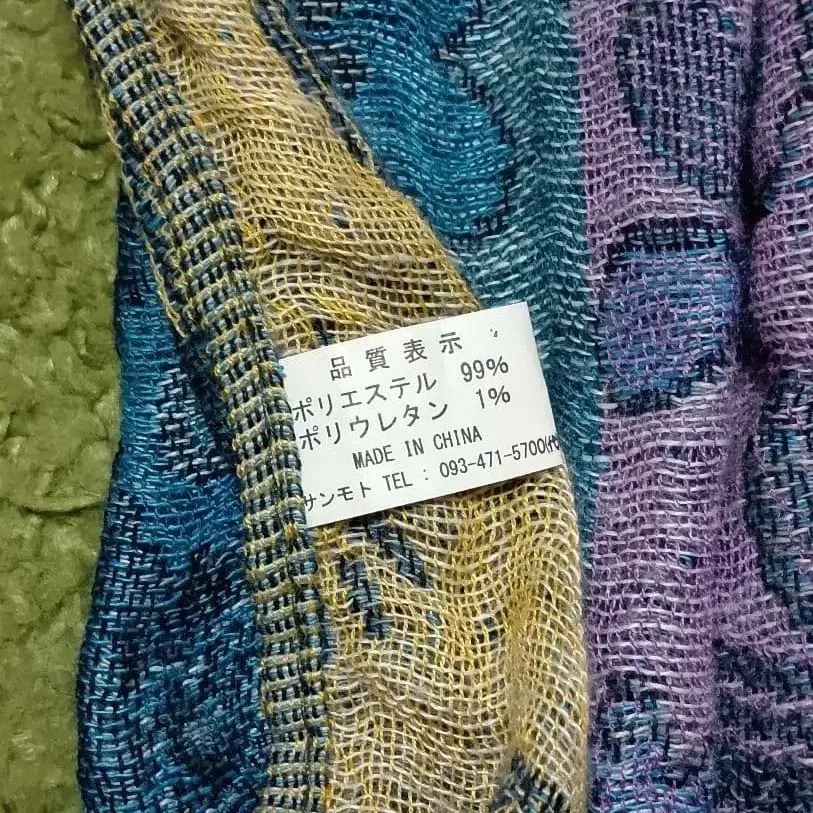 品質表示
ポリエステル 99%
ポリウレタン 1%
MADE IN CHINA
サンモト TEL : 093-471-5700(代